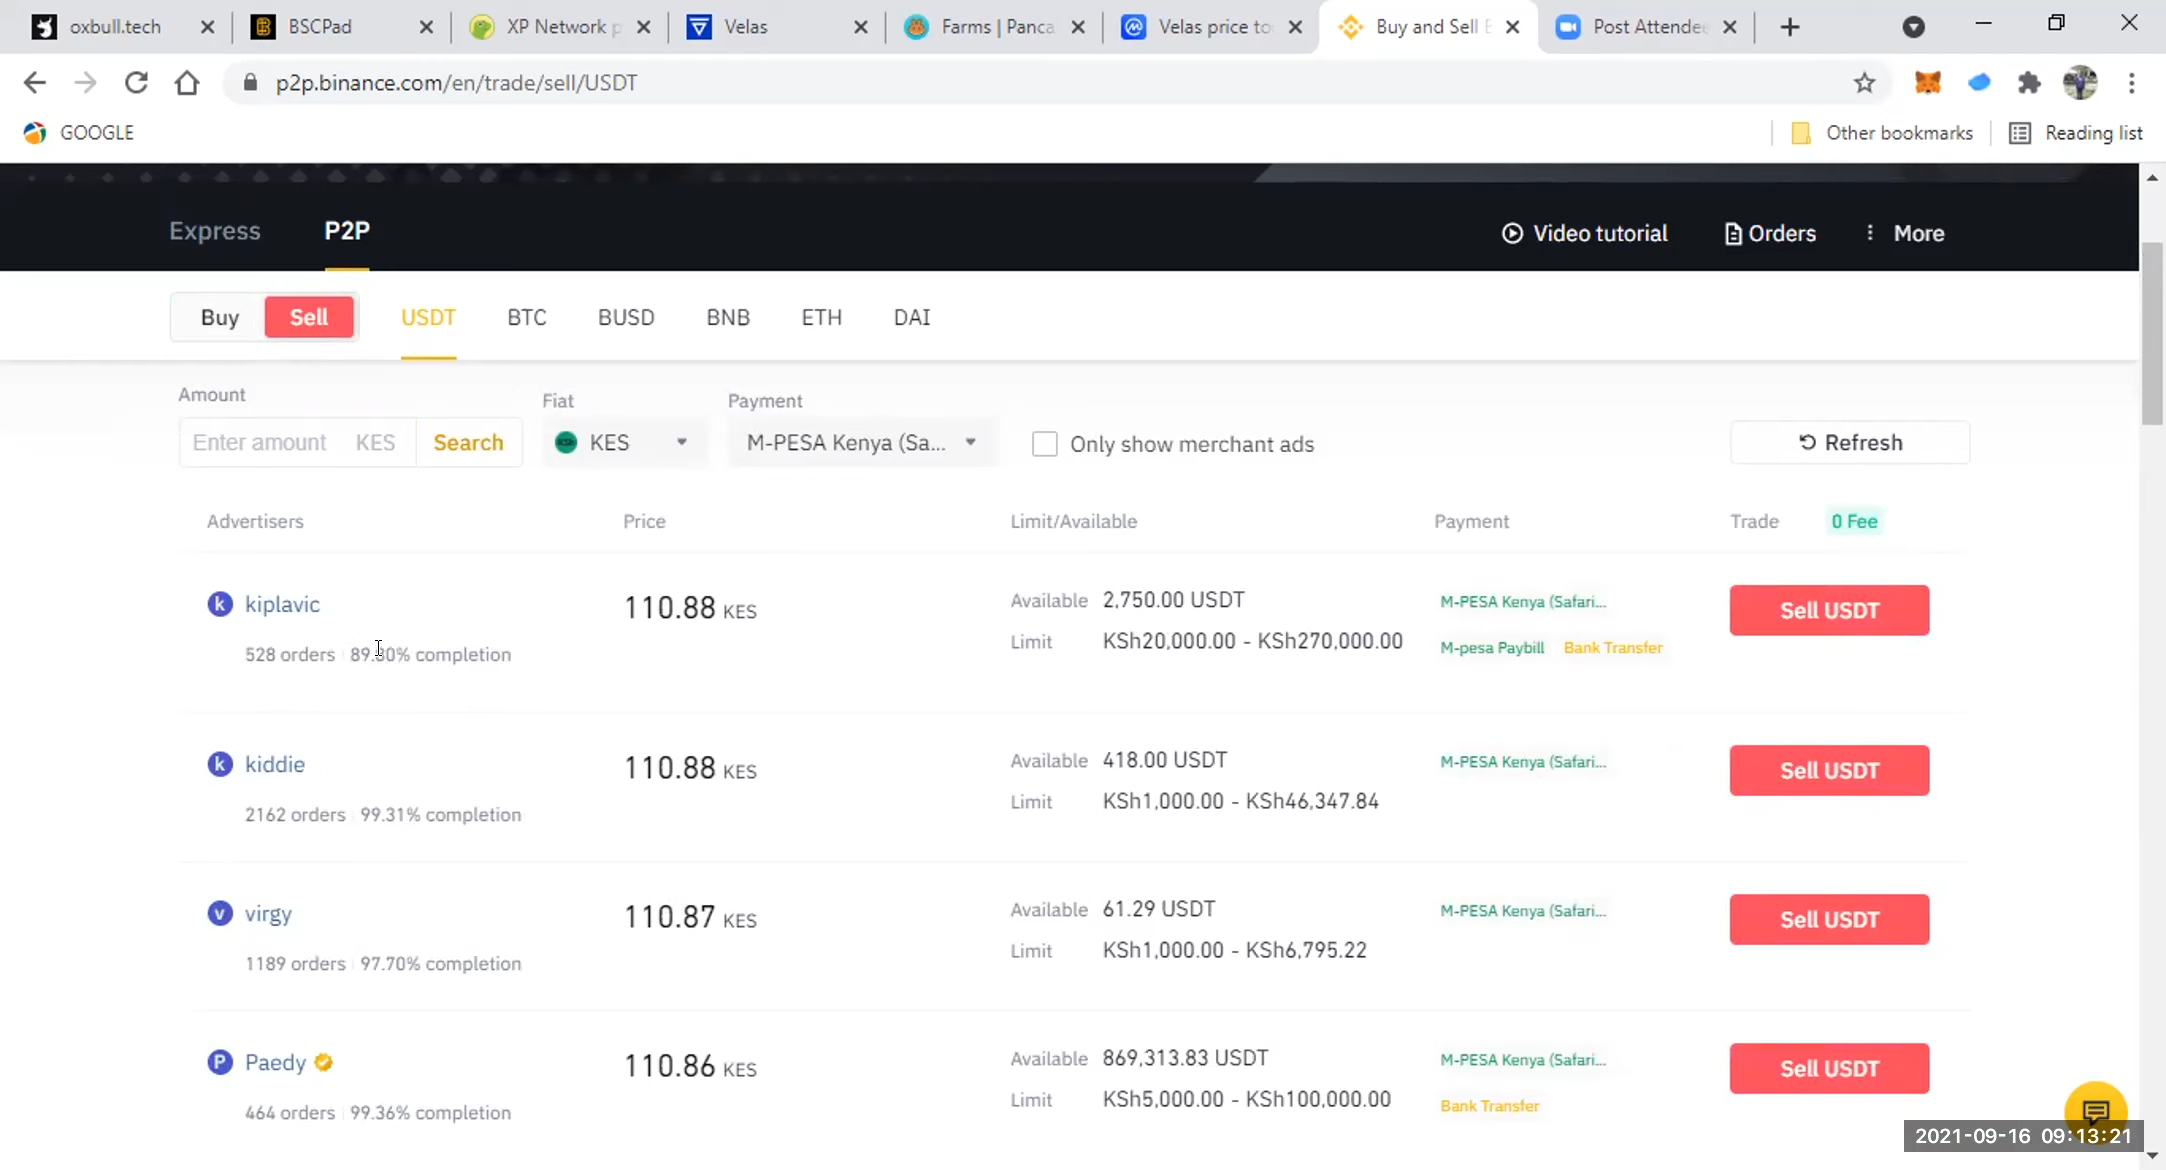 oxbull.tech
BSCPad
XP Network p
Velas
Farms | Panca
Velas price to
Buy and Sell
Post Attende
p2p.binance.com/en/trade/sell/USDT
GOOGLE
Other bookmarks
Reading list
Express
P2P
Video tutorial
Orders
More
Buy
Sell
USDT
BTC
BUSD
BNB
ETH
DAI
Amount
Fiat
Payment
Enter amount
KES
Search
KES
M-PESA Kenya (Sa...
Only show merchant ads
Refresh
Advertisers
Price
Limit/Available
Payment
Trade
0 Fee
k
kiplavic
110.88 KES
Available 2,750.00 USDT
M-PESA Kenya (Safari...
Sell USDT
528 orders
completion
Limit KSh20,000.00 - KSh270,000.00
M-pesa Paybill
Bank Transfer
k
kiddie
110.88 KES
Available 418.00 USDT
M-PESA Kenya (Safari...
Sell USDT
2162 orders
99.31% completion
Limit KSh1,000.00 - KSh46,347.84
v
virgy
110.87 KES
Available 61.29 USDT
M-PESA Kenya (Safari...
Sell USDT
1189 orders
97.70% completion
Limit KSh1,000.00 - KSh6,795.22
P
Paedy
110.86 KES
Available 869,313.83 USDT
M-PESA Kenya (Safari...
Sell USDT
464 orders
99.36% completion
Limit KSh5,000.00 - KSh100,000.00
Bank Transfer
2021-09-16 09:13:21